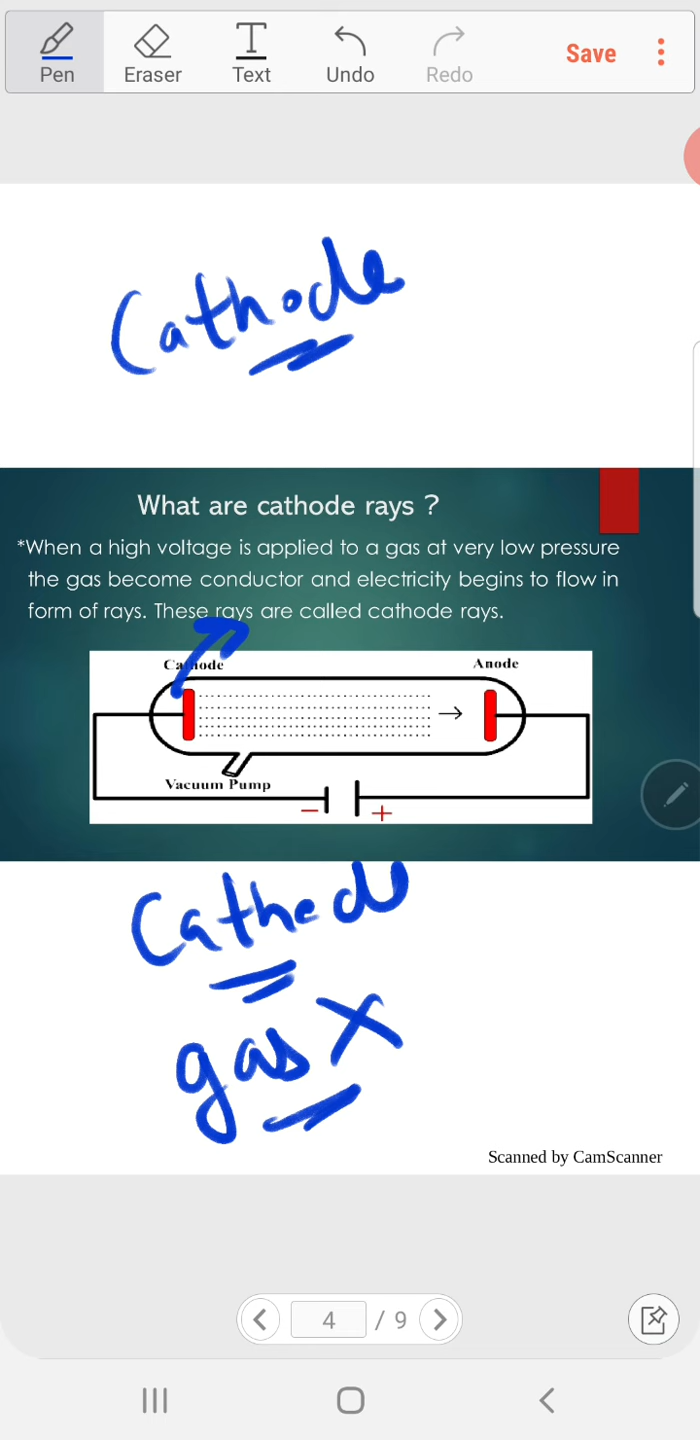 Pen Eraser Text Undo Redo Save
Cathode
What are cathode rays ?
*When a high voltage is applied to a gas at very low pressure
the gas become conductor and electricity begins to flow in
form of rays. These rays are called cathode rays.
Cathode Anode
Vacuum Pump
− +
Cathod
gas X
Scanned by CamScanner
4 / 9